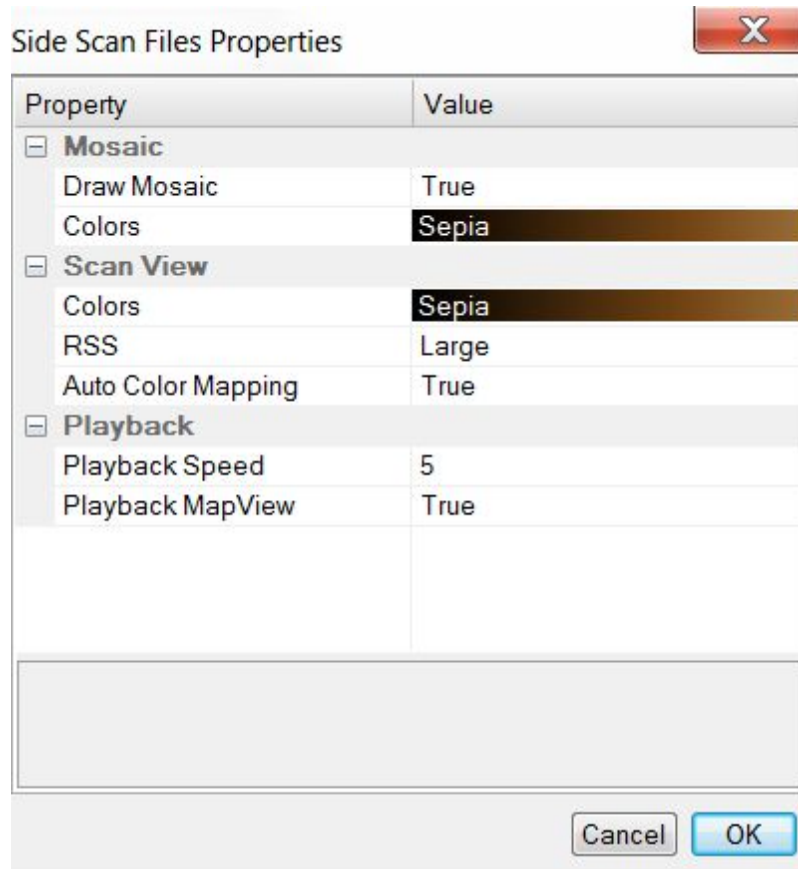 Side Scan Files Properties
Property Value
Mosaic
Draw Mosaic True
Colors Sepia
Scan View
Colors Sepia
RSS Large
Auto Color Mapping True
Playback
Playback Speed 5
Playback MapView True
Cancel OK